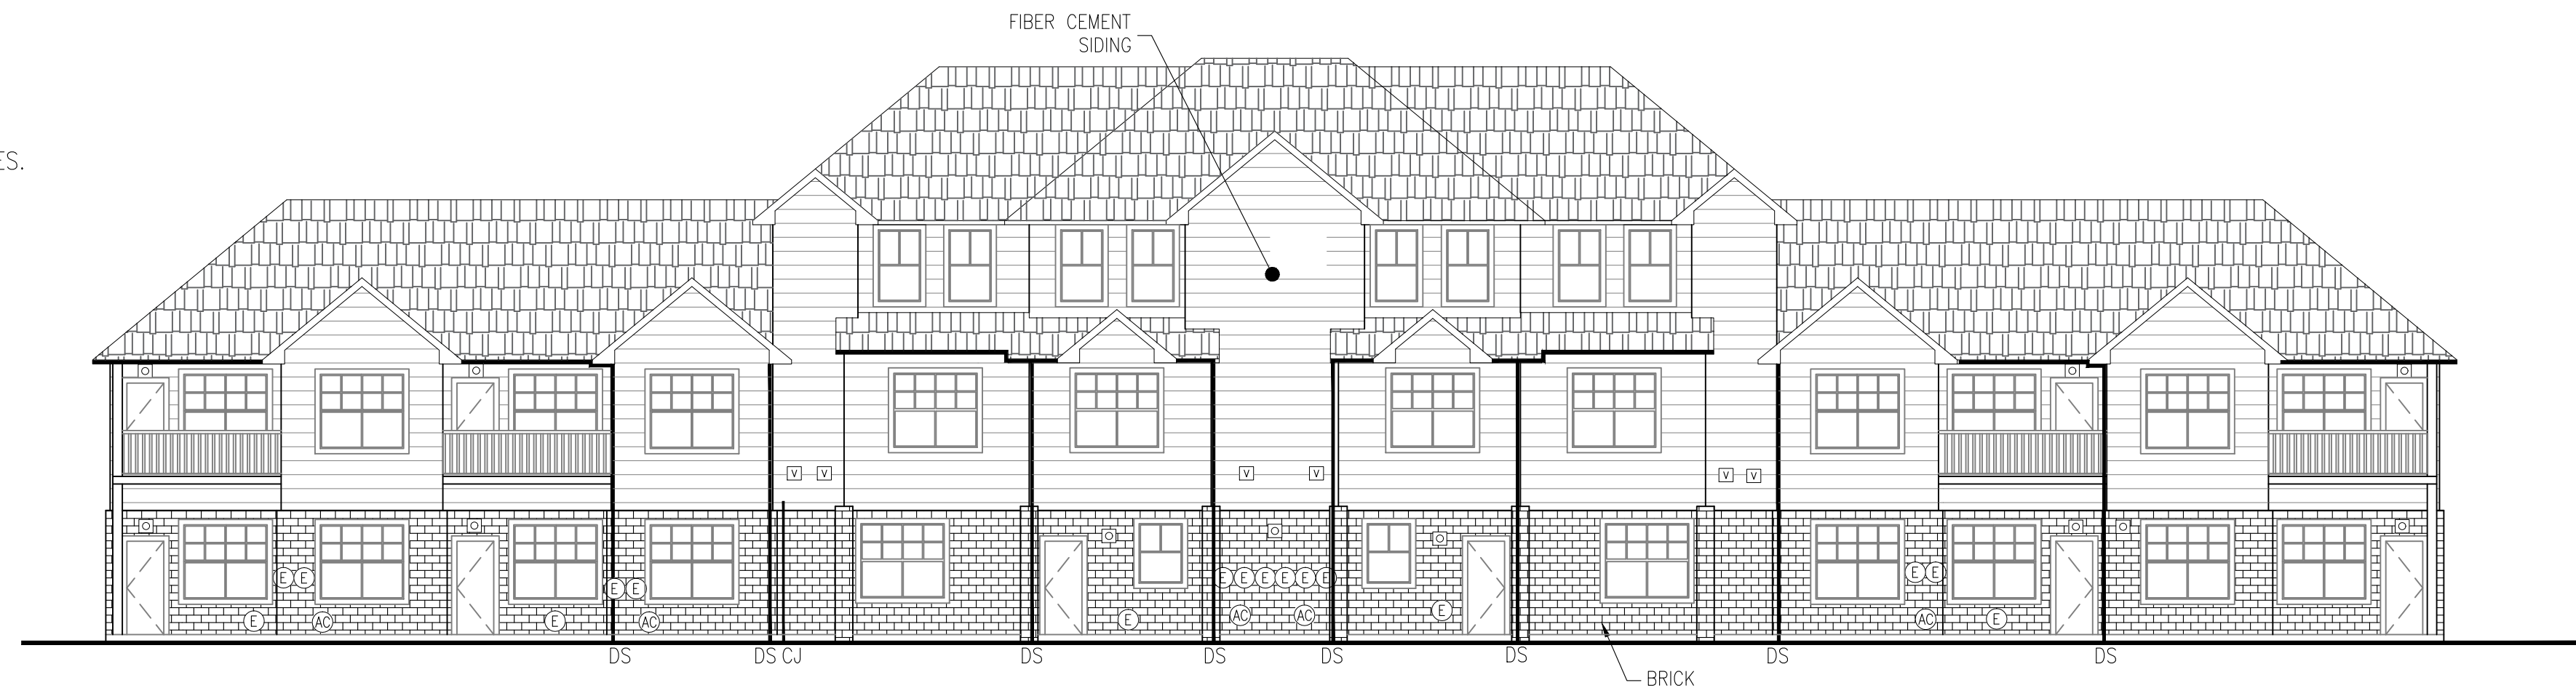 FIBER CEMENT
SIDING
ES.
V V V V V V
E E E E E E E E E E E E
E E
E E AC AC E
E AC E AC AC E
DS DS CJ DS DS DS DS DS DS
BRICK